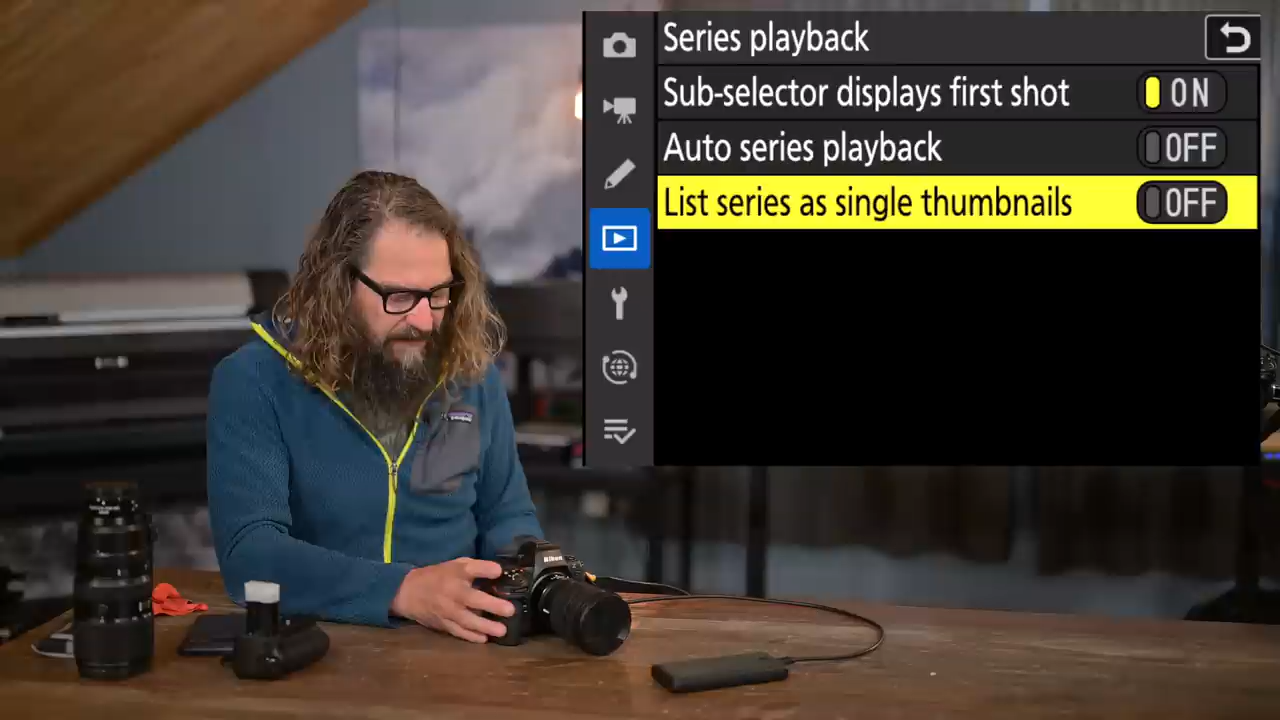 Series playback
Sub-selector displays first shot ON
Auto series playback OFF
List series as single thumbnails OFF
Nikon
patagonia